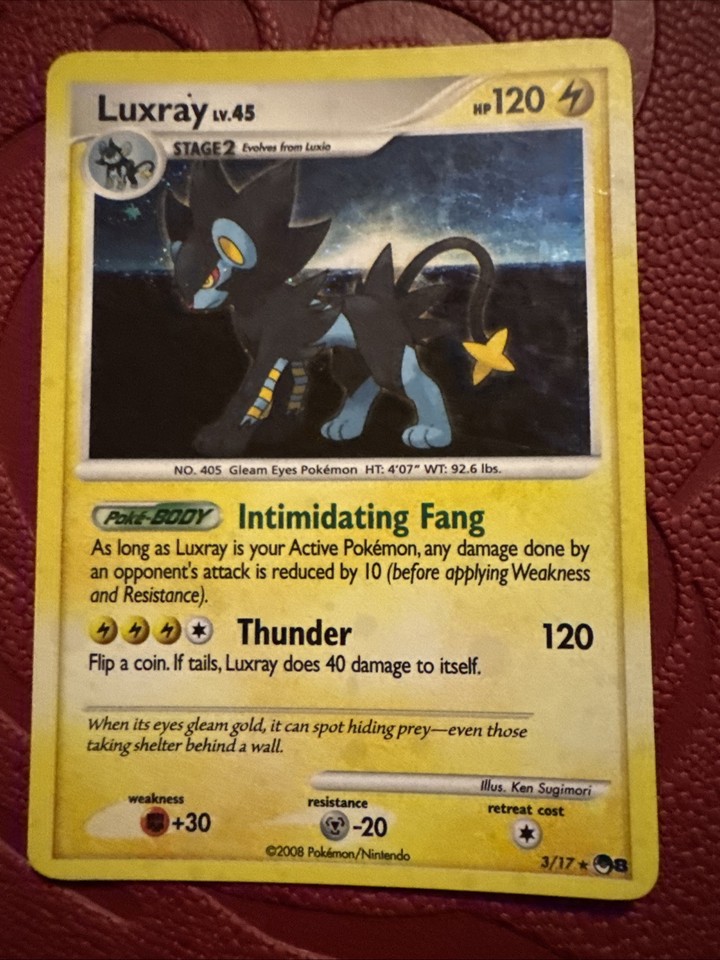 Luxray LV.45
HP 120
STAGE2 Evolves from Luxio
NO. 405 Gleam Eyes Pokémon HT: 4'07" WT: 92.6 lbs.
Poké-BODY Intimidating Fang
As long as Luxray is your Active Pokémon, any damage done by
an opponent's attack is reduced by 10 (before applying Weakness
and Resistance).
Thunder 120
Flip a coin. If tails, Luxray does 40 damage to itself.
When its eyes gleam gold, it can spot hiding prey—even those
taking shelter behind a wall.
Illus. Ken Sugimori
weakness resistance retreat cost
+30 -20
©2008 Pokémon/Nintendo
3/17 ★ 8